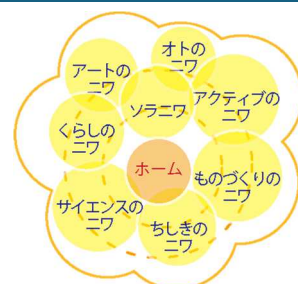 オトの
ニワ
アートの
ニワ
ソラニワ
アクティブの
ニワ
くらしの
ニワ
ホーム
ものづくりの
ニワ
サイエンスの
ニワ
ちしきの
ニワ